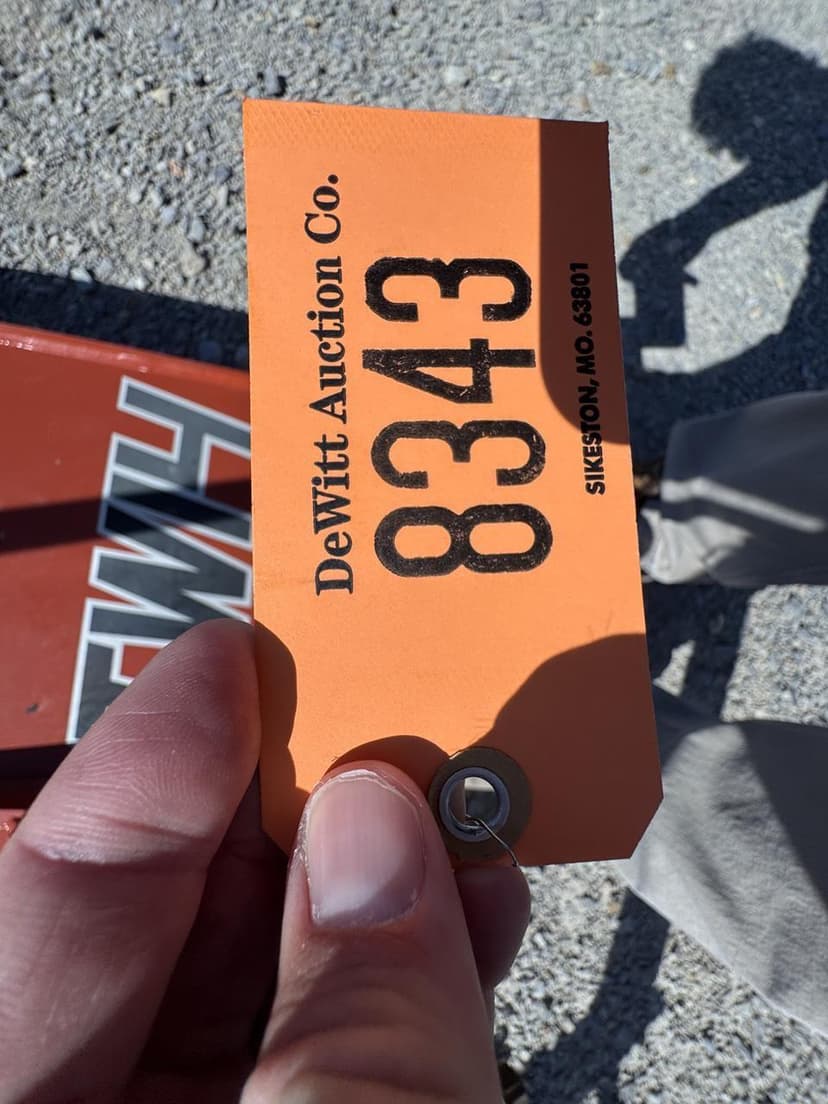 DeWitt Auction Co.
8343
SIKESTON, MO. 63801